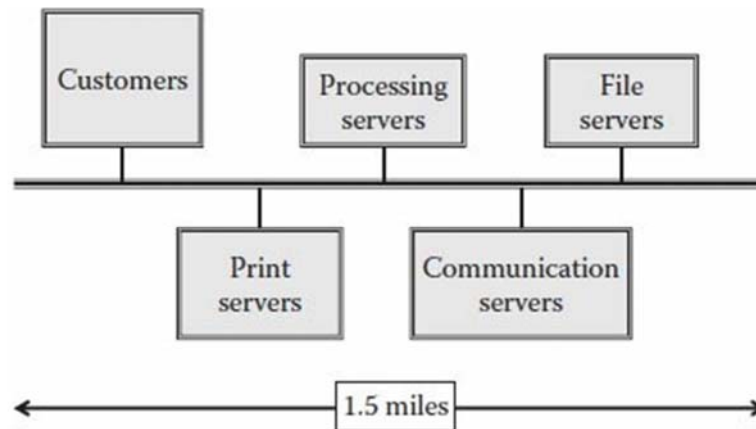 Customers
Processing
servers
File
servers
Print
servers
Communication
servers
1.5 miles